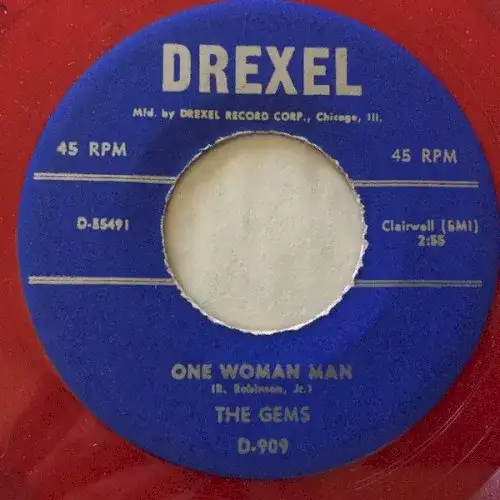 DREXEL
Mfd. by DREXEL RECORD CORP., Chicago, Ill.
45 RPM 45 RPM
D-E5491 Clairwell (BMI)
2:55
ONE WOMAN MAN
(R. Robinson, Jr.)
THE GEMS
D-909